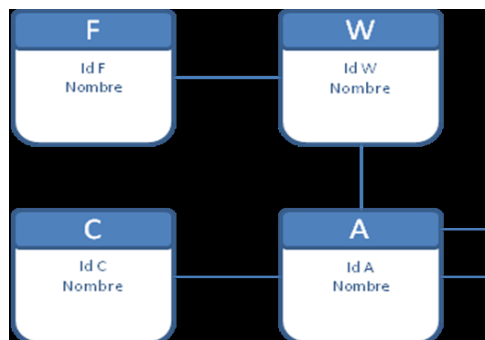 F
Id F
Nombre
W
Id W
Nombre
C
Id C
Nombre
A
Id A
Nombre